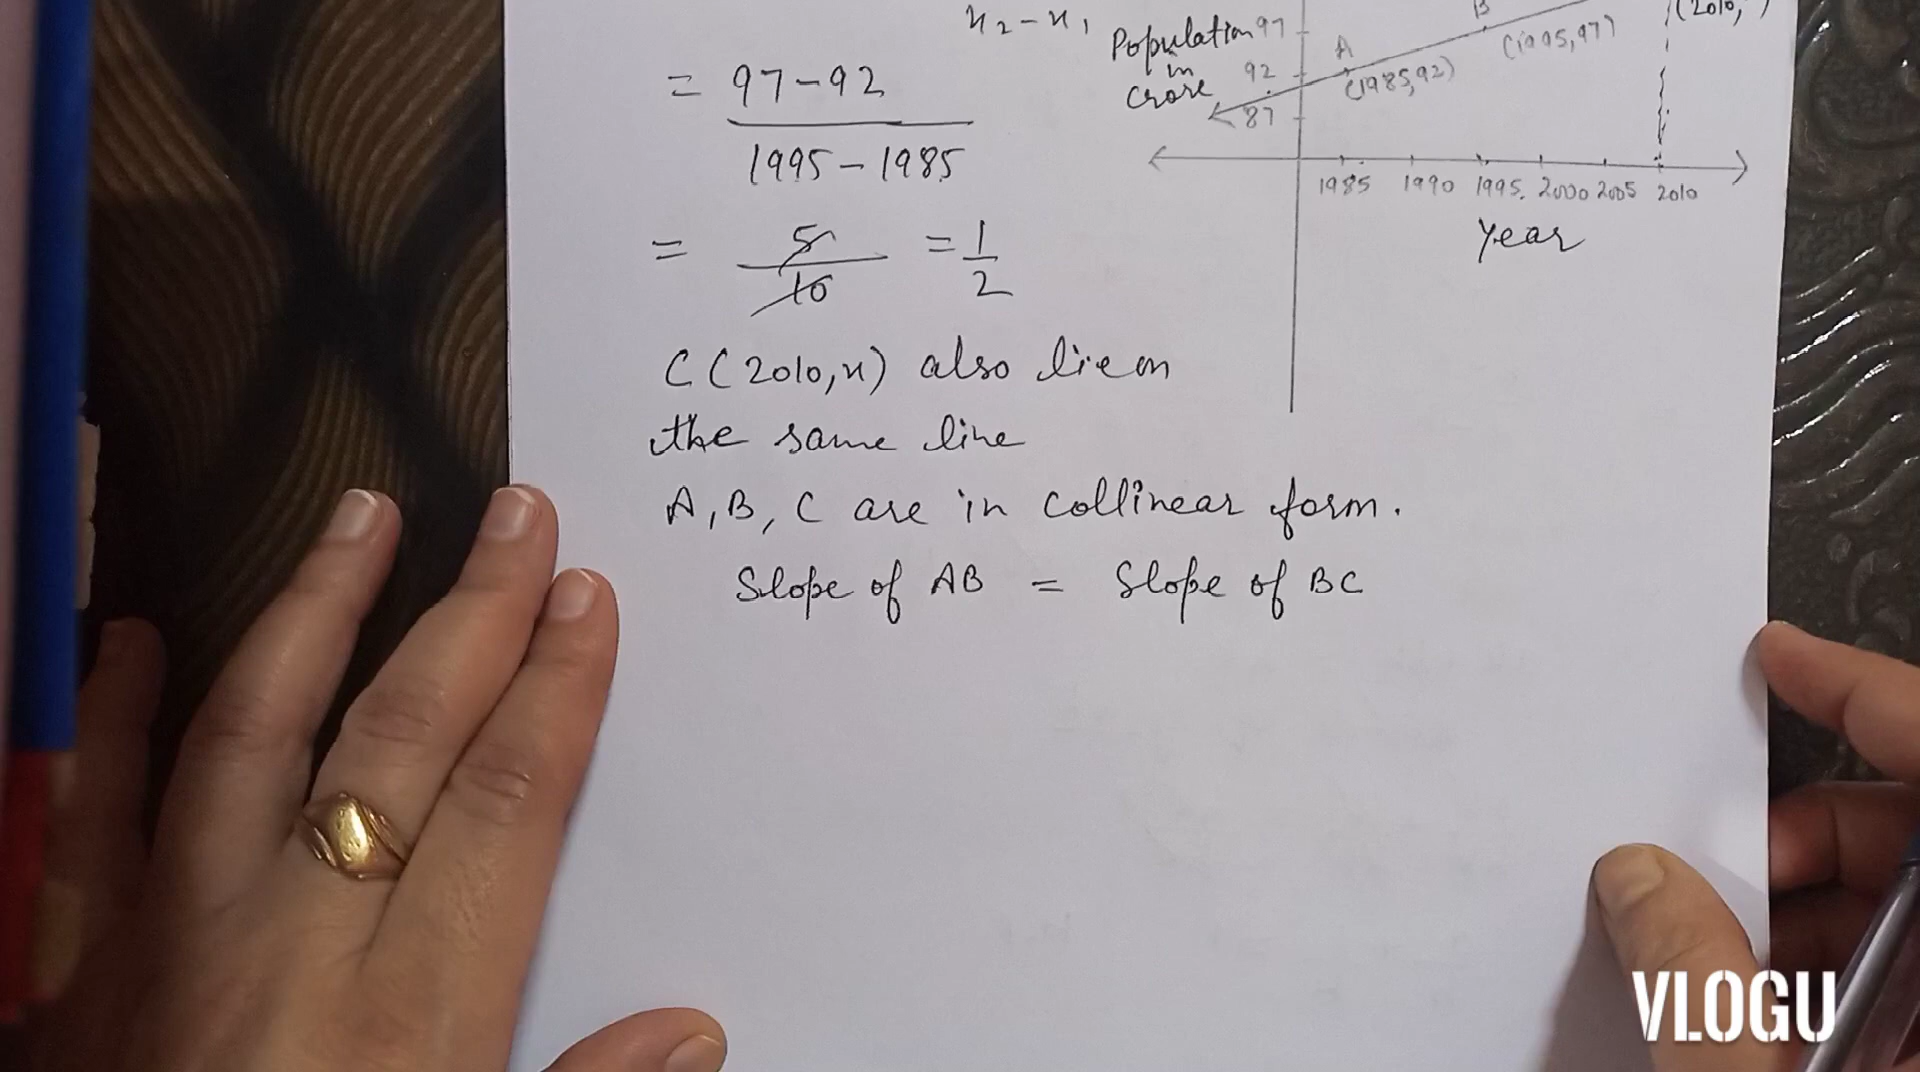 x₂ - x₁
= 97 - 92
1995 - 1985
= 5/10 = 1/2
C (2010, x) also lie on
the same line
A, B, C are in collinear form.
Slope of AB = Slope of BC
Population
in
crore
97
92
87
A
(1985, 92)
B
(1995, 97)
(2010,
1985 1990 1995 2000 2005 2010
Year
VLOGU